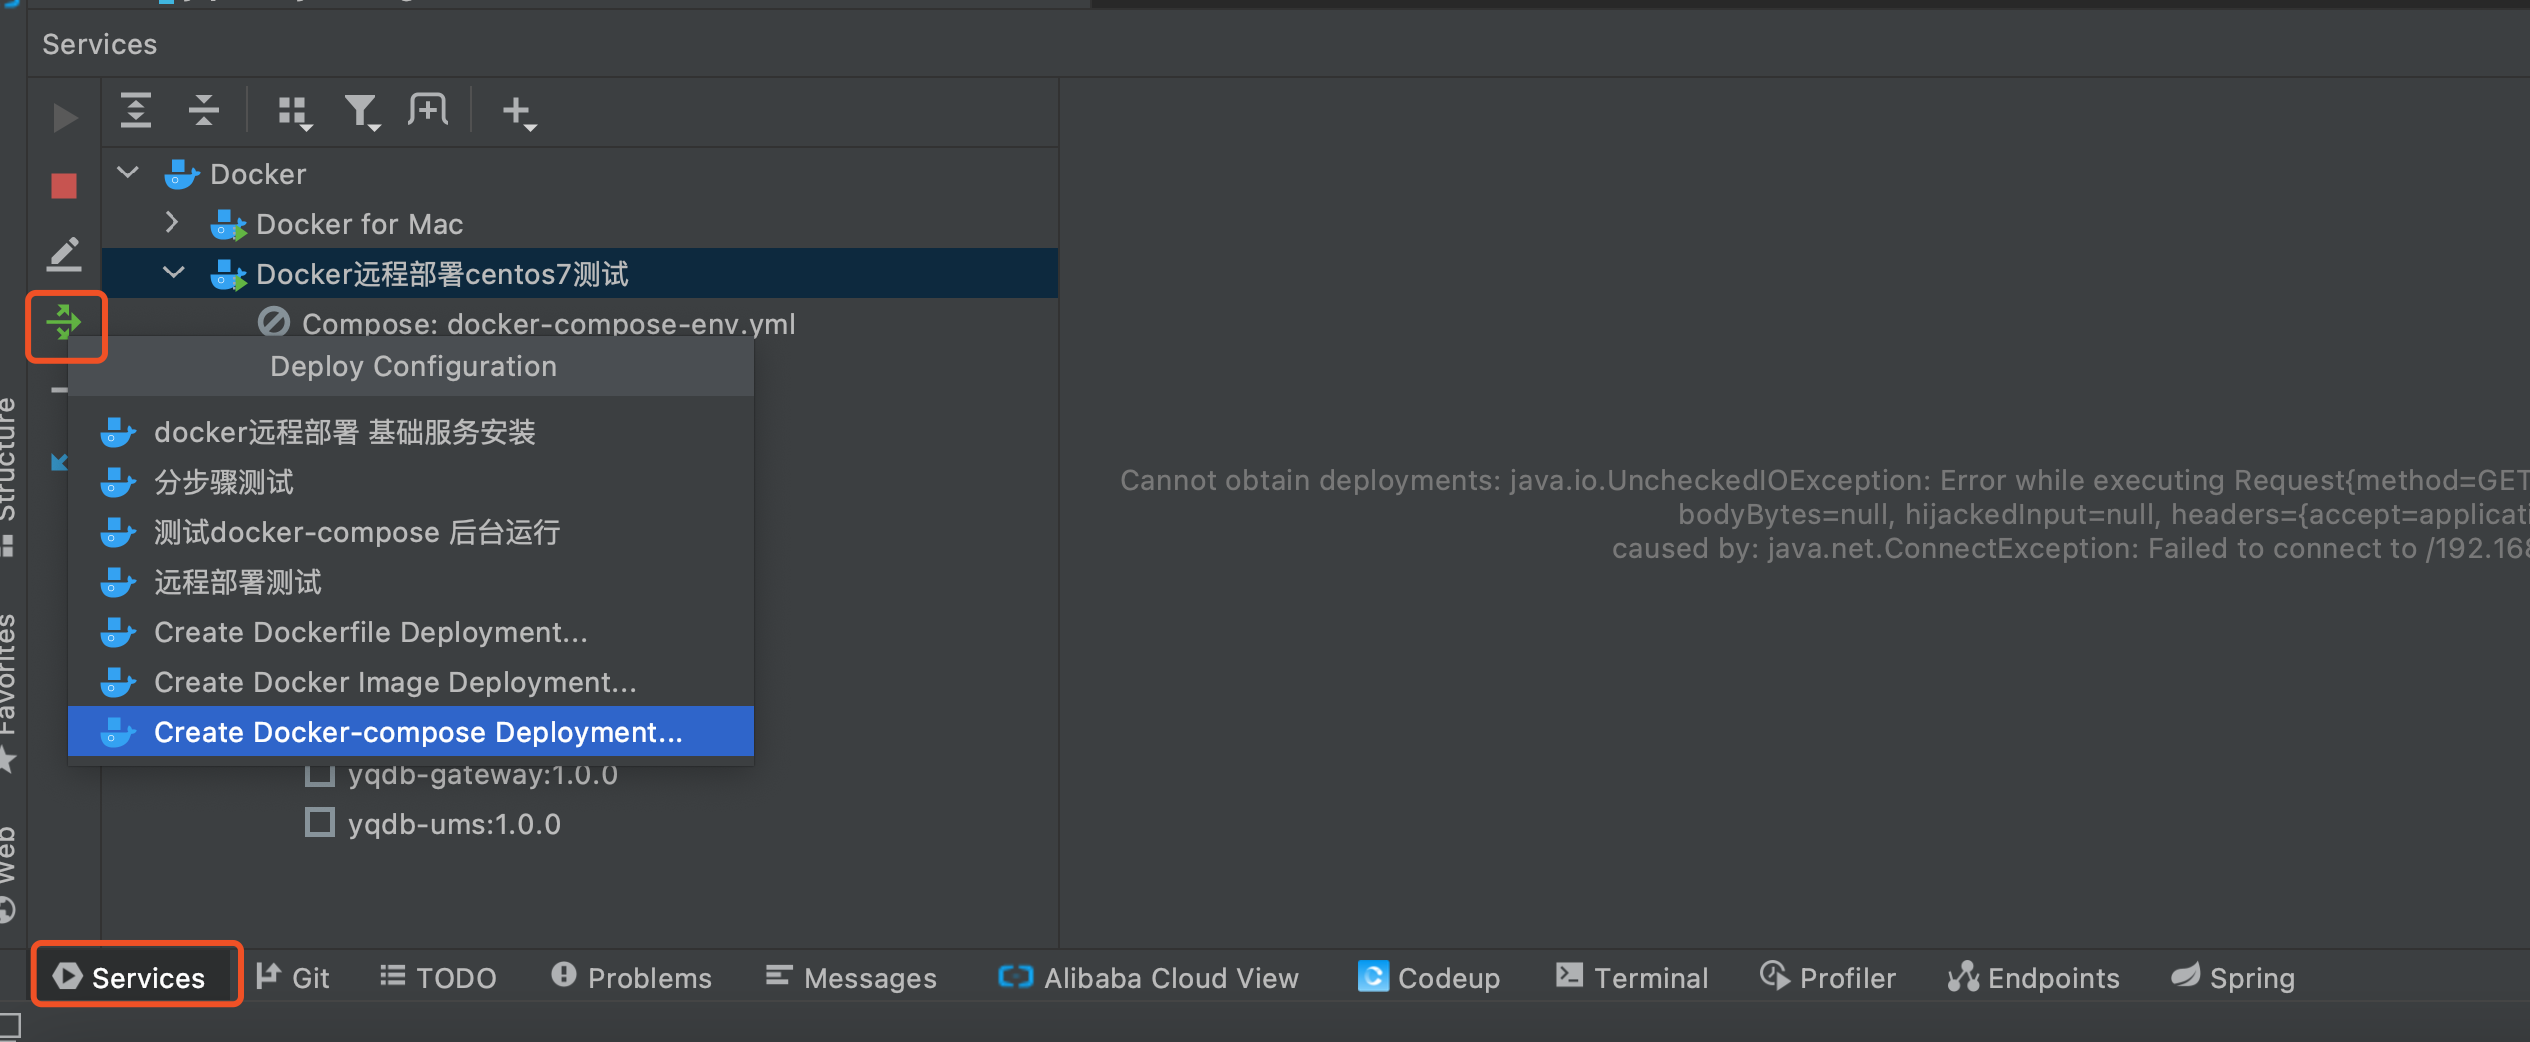 Services
Docker
Docker for Mac
Docker远程部署centos7测试
Compose: docker-compose-env.yml
Deploy Configuration
docker远程部署 基础服务安装
分步骤测试
测试docker-compose 后台运行
远程部署测试
Create Dockerfile Deployment...
Create Docker Image Deployment...
Create Docker-compose Deployment...
yqdb-gateway:1.0.0
yqdb-ums:1.0.0
Cannot obtain deployments: java.io.UncheckedIOException: Error while executing Request{method=GET
bodyBytes=null, hijackedInput=null, headers={accept=applicati
caused by: java.net.ConnectException: Failed to connect to /192.168
Structure
Favorites
Web
Services
Git
TODO
Problems
Messages
Alibaba Cloud View
Codeup
Terminal
Profiler
Endpoints
Spring